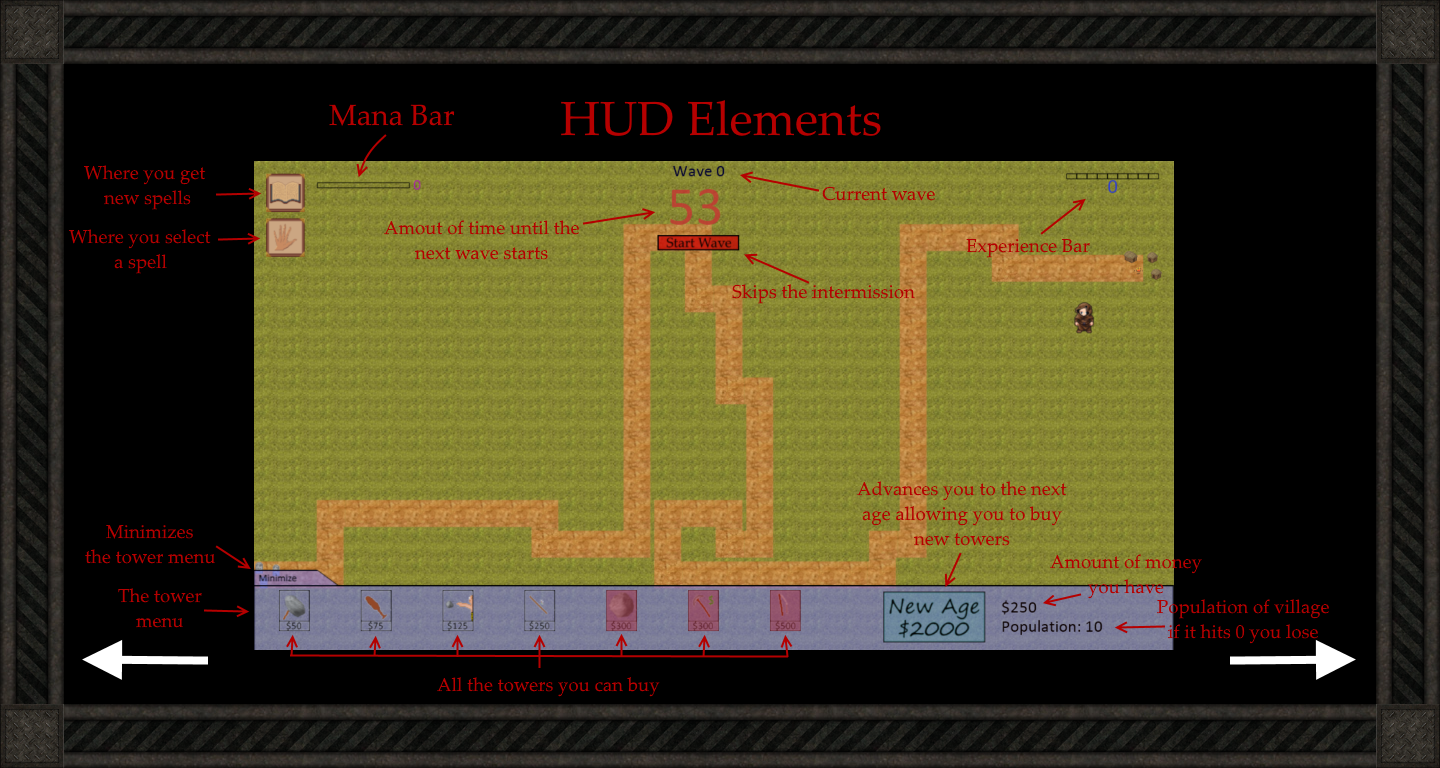 HUD Elements
Mana Bar
Where you get
new spells
0
Wave 0
Current wave
0
53
Where you select
a spell
Amout of time until the
next wave starts
Start Wave
Experience Bar
Skips the intermission
Advances you to the next
age allowing you to buy
new towers
Minimizes
the tower menu
Amount of money
you have
Minimize
The tower
menu
$50
$75
$125
$250
$300
$300
$500
New Age
$2000
$250
Population: 10
Population of village
if it hits 0 you lose
All the towers you can buy